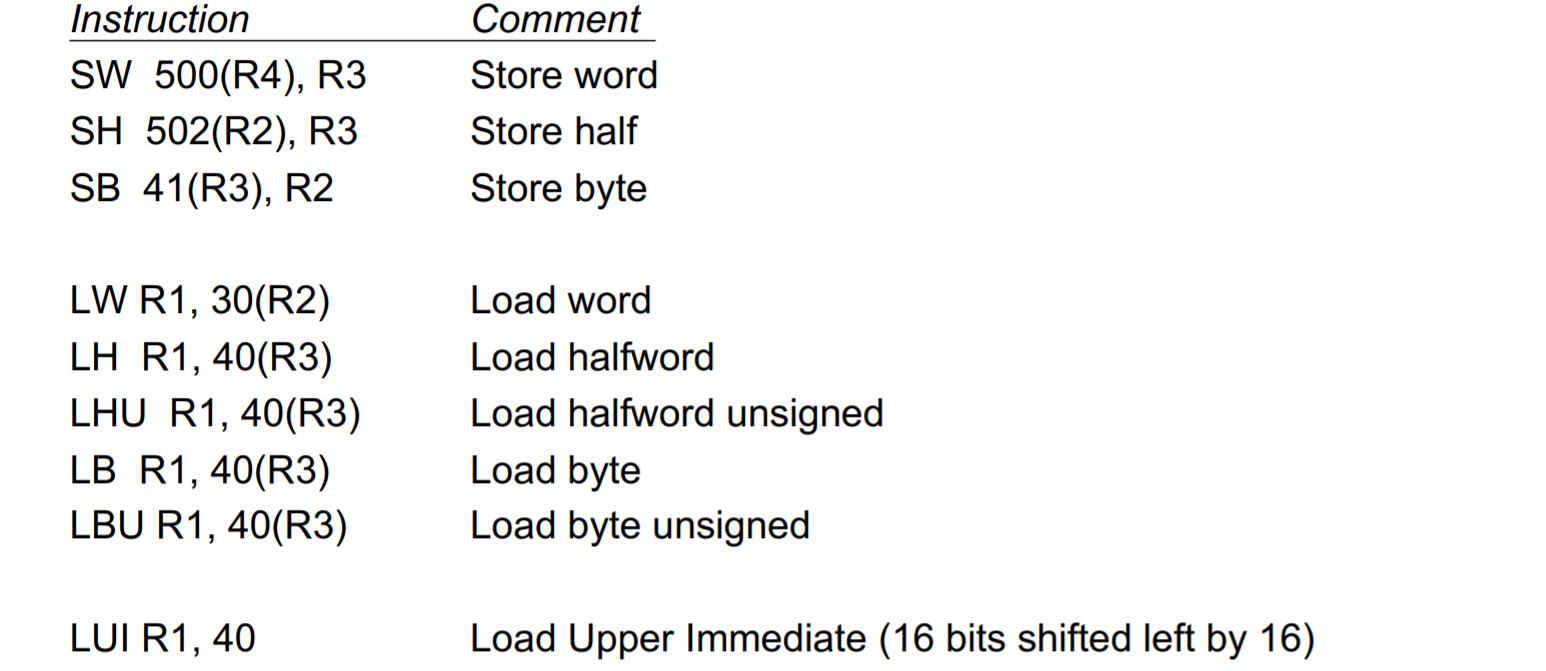 Instruction Comment
SW 500(R4), R3 Store word
SH 502(R2), R3 Store half
SB 41(R3), R2 Store byte
LW R1, 30(R2) Load word
LH R1, 40(R3) Load halfword
LHU R1, 40(R3) Load halfword unsigned
LB R1, 40(R3) Load byte
LBU R1, 40(R3) Load byte unsigned
LUI R1, 40 Load Upper Immediate (16 bits shifted left by 16)